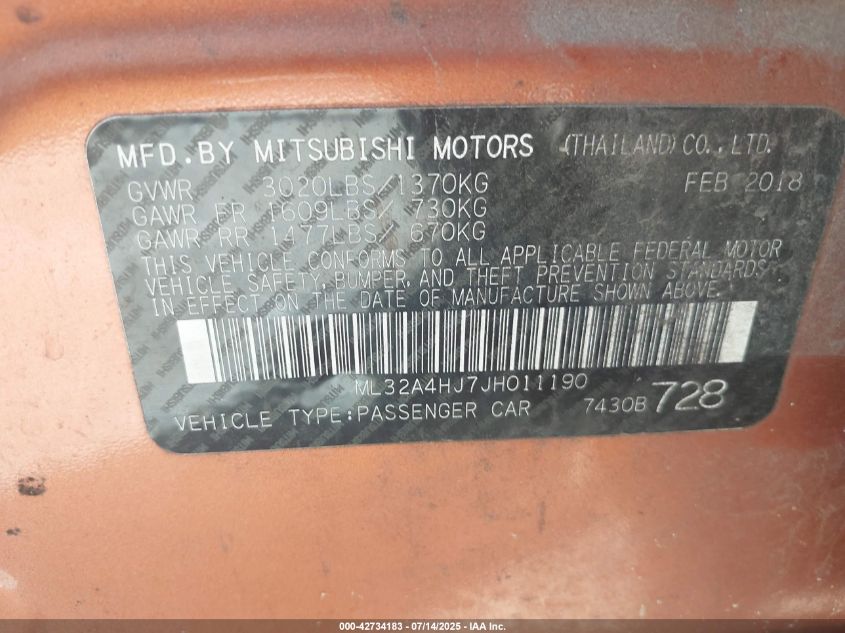 MFD.BY MITSUBISHI MOTORS (THAILAND)CO.,LTD.
GVWR 3020LBS/1370KG FEB 2018
GAWR FR 1609LBS/ 730KG
GAWR RR 1477LBS/ 670KG
THIS VEHICLE CONFORMS TO ALL APPLICABLE FEDERAL MOTOR
VEHICLE SAFETY,BUMPER,AND THEFT PREVENTION STANDARDS
IN EFFECT ON THE DATE OF MANUFACTURE SHOWN ABOVE.
ML32A4HJ7JH011190
VEHICLE TYPE:PASSENGER CAR 7430B 728
000-42734183 - 07/14/2025 - IAA Inc.